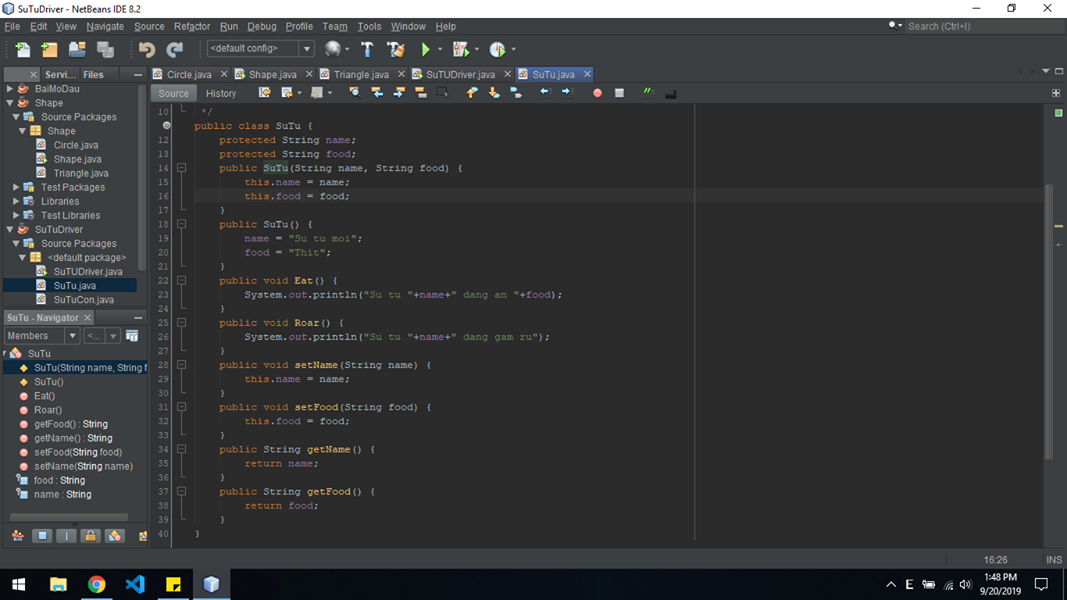 SuTuDriver - NetBeans IDE 8.2
File Edit View Navigate Source Refactor Run Debug Profile Team Tools Window Help
Search (Ctrl+I)
<default config>
Servi... Files
Circle.java Shape.java Triangle.java SuTUDriver.java SuTu.java
Source History
BaiMoDau
Shape
Source Packages
Shape
Circle.java
Shape.java
Triangle.java
Test Packages
Libraries
Test Libraries
SuTuDriver
Source Packages
<default package>
SuTUDriver.java
SuTu.java
SuTuCon.java
SuTu - Navigator
Members <...
SuTu
SuTu(String name, String f
SuTu()
Eat()
Roar()
getFood() : String
getName() : String
setFood(String food)
setName(String name)
food : String
name : String
10 */
public class SuTu {
12 protected String name;
13 protected String food;
14 public SuTu(String name, String food) {
15 this.name = name;
16 this.food = food;
17 }
18 public SuTu() {
19 name = "Su tu moi";
20 food = "Thit";
21 }
22 public void Eat() {
23 System.out.println("Su tu "+name+" dang an "+food);
24 }
25 public void Roar() {
26 System.out.println("Su tu "+name+" dang gam ru");
27 }
28 public void setName(String name) {
29 this.name = name;
30 }
31 public void setFood(String food) {
32 this.food = food;
33 }
34 public String getName() {
35 return name;
36 }
37 public String getFood() {
38 return food;
39 }
40 }
16:26 INS
E
1:48 PM
9/20/2019